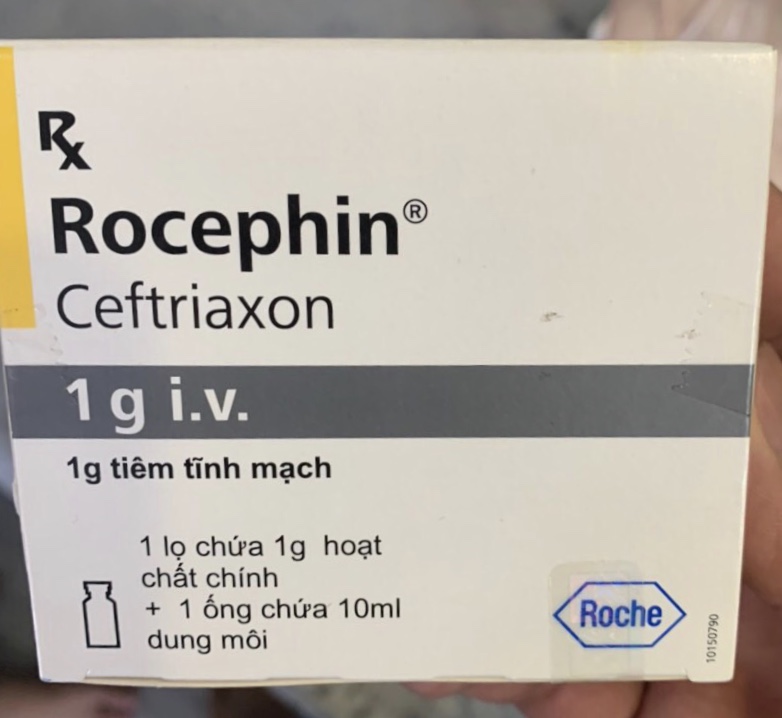 Rx
Rocephin®
Ceftriaxon
1 g i.v.
1g tiêm tĩnh mạch
1 lọ chứa 1g hoạt
chất chính
+ 1 ống chứa 10ml
dung môi
Roche
10150790